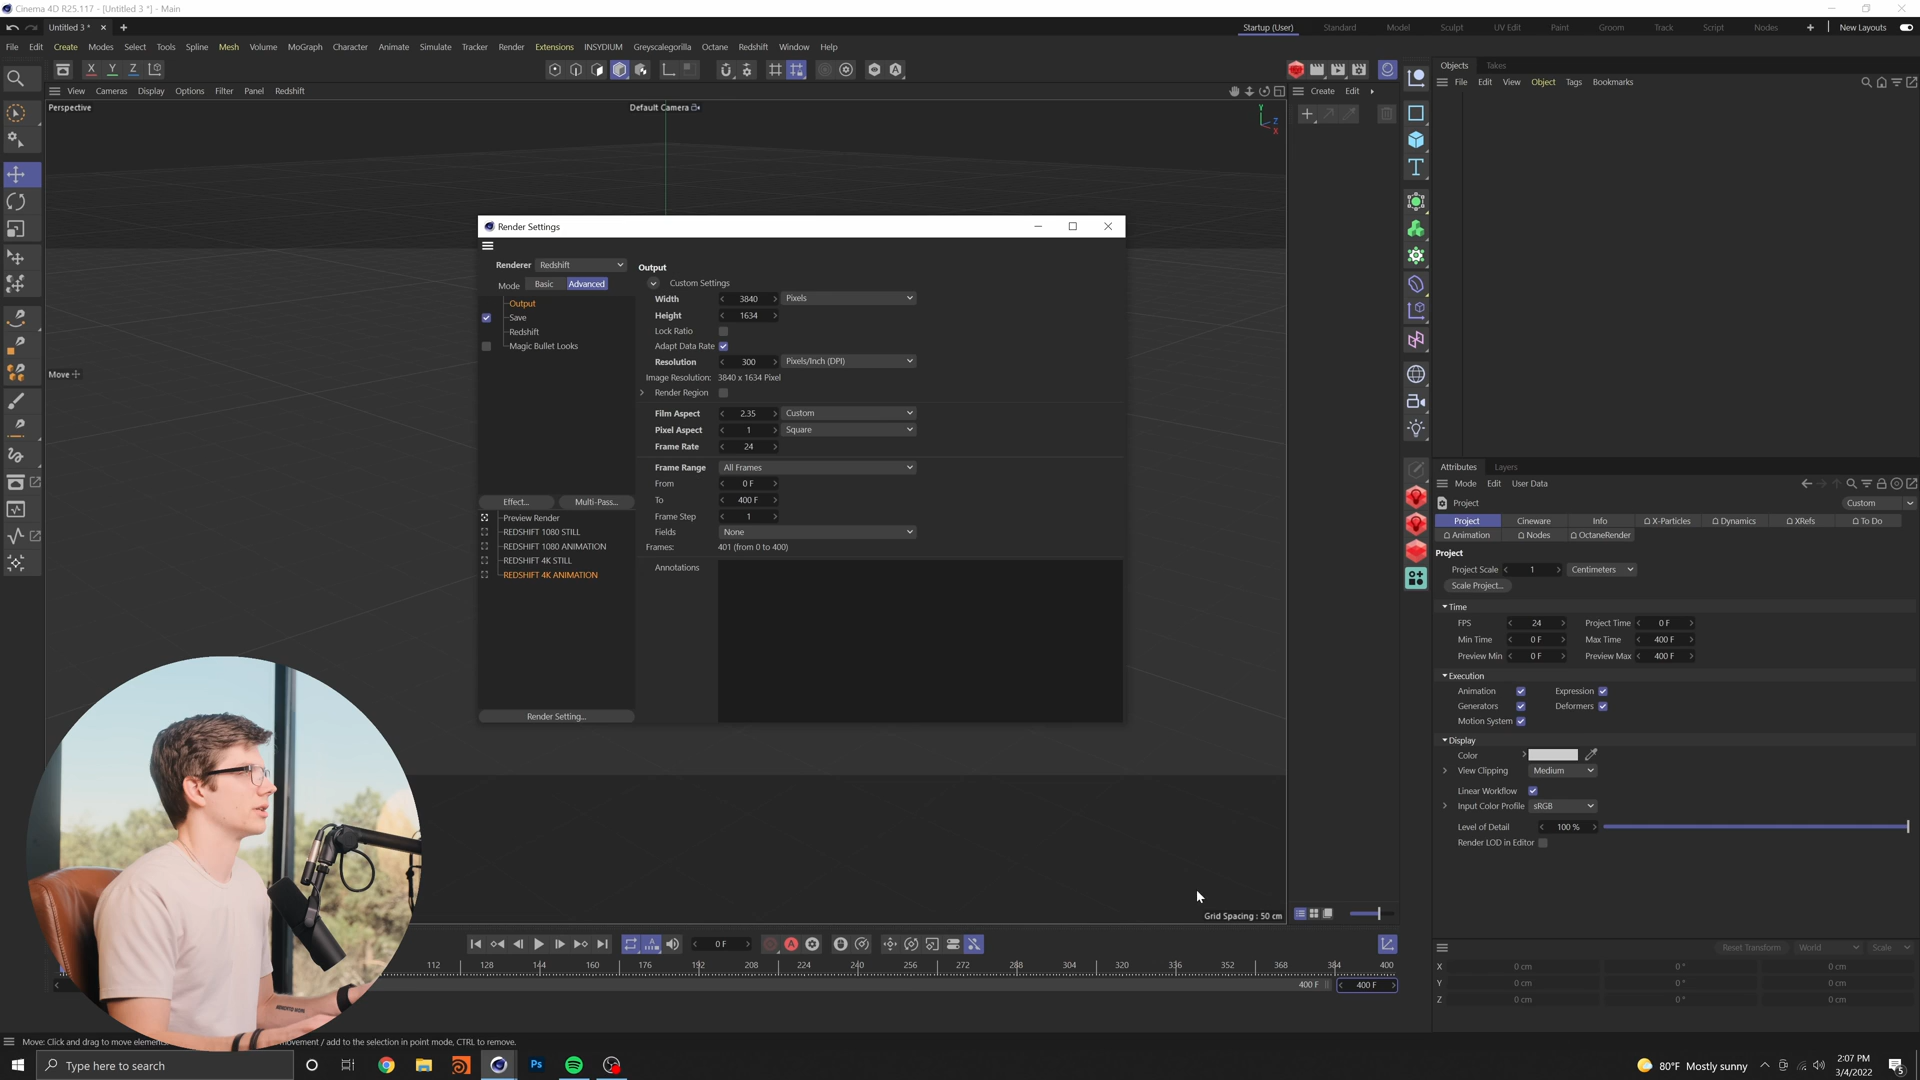 Cinema 4D R25.117 - [Untitled 3 *] - Main
Untitled 3 *
Startup (User) Standard Model Sculpt UV Edit Paint Groom Track Script Nodes New Layouts
File Edit Create Modes Select Tools Spline Mesh Volume MoGraph Character Animate Simulate Tracker Render Extensions INSYDIUM Greyscalegorilla Octane Redshift Window Help
X Y Z
View Cameras Display Options Filter Panel Redshift
Perspective
Default Camera
Y
Z
X
Create Edit
Objects Takes
File Edit View Object Tags Bookmarks
Move
Render Settings
Renderer Redshift
Mode Basic Advanced
Output
Save
Redshift
Magic Bullet Looks
Effect... Multi-Pass...
Preview Render
REDSHIFT 1080 STILL
REDSHIFT 1080 ANIMATION
REDSHIFT 4K STILL
REDSHIFT 4K ANIMATION
Render Setting...
Output
Custom Settings
Width 3840 Pixels
Height 1634
Lock Ratio
Adapt Data Rate
Resolution 300 Pixels/Inch (DPI)
Image Resolution: 3840 x 1634 Pixel
Render Region
Film Aspect 2.35 Custom
Pixel Aspect 1 Square
Frame Rate 24
Frame Range All Frames
From 0 F
To 400 F
Frame Step 1
Fields None
Frames: 401 (from 0 to 400)
Annotations
Attributes Layers
Mode Edit User Data
Project Custom
Project Cineware Info X-Particles Dynamics XRefs To Do
Animation Nodes OctaneRender
Project
Project Scale 1 Centimeters
Scale Project...
Time
FPS 24 Project Time 0 F
Min Time 0 F Max Time 400 F
Preview Min 0 F Preview Max 400 F
Execution
Animation Expression
Generators Deformers
Motion System
Display
Color
View Clipping Medium
Linear Workflow
Input Color Profile sRGB
Level of Detail 100 %
Render LOD in Editor
Grid Spacing : 50 cm
0 F
112 128 144 160 176 192 208 224 240 256 272 288 304 320 336 352 368 384 400
400 F 400 F
Reset Transform World Scale
X 0 cm 0 ° 0 cm
Y 0 cm 0 ° 0 cm
Z 0 cm 0 ° 0 cm
Move: Click and drag to move elemen
ovement / add to the selection in point mode, CTRL to remove.
Type here to search
Ps
80°F Mostly sunny
2:07 PM
3/4/2022
5